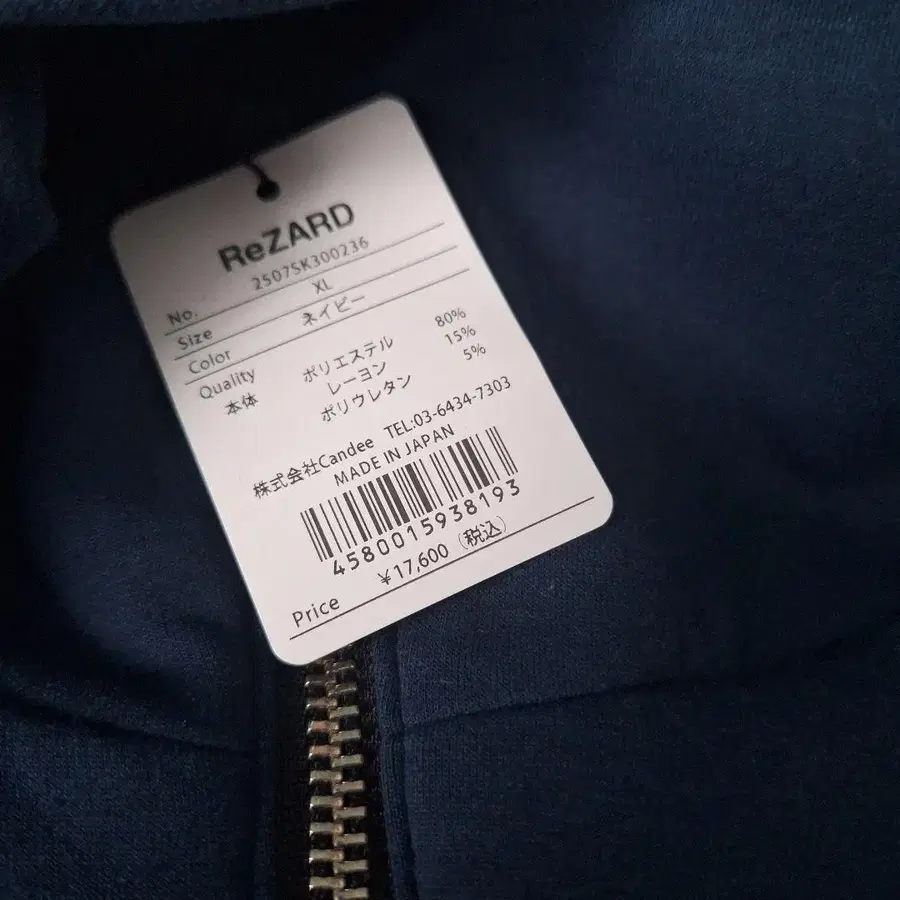 ReZARD
No. 2507SK300236
Size XL
Color ネイビー
Quality
本体 ポリエステル 80%
レーヨン 15%
ポリウレタン 5%
株式会社Candee TEL:03-6434-7303
MADE IN JAPAN
4580015938193
Price ¥17,600（税込）